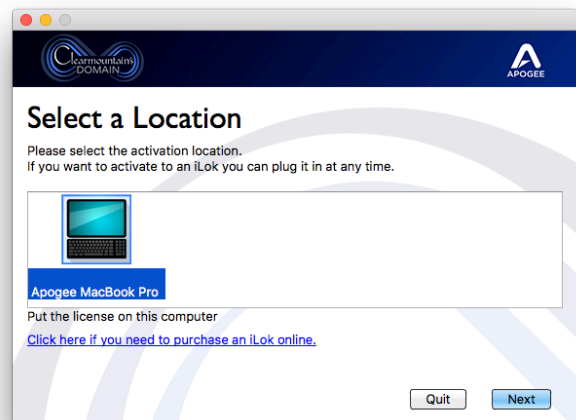 Clearmountain's
DOMAIN
APOGEE
Select a Location
Please select the activation location.
If you want to activate to an iLok you can plug it in at any time.
Apogee MacBook Pro
Put the license on this computer
Click here if you need to purchase an iLok online.
Quit
Next